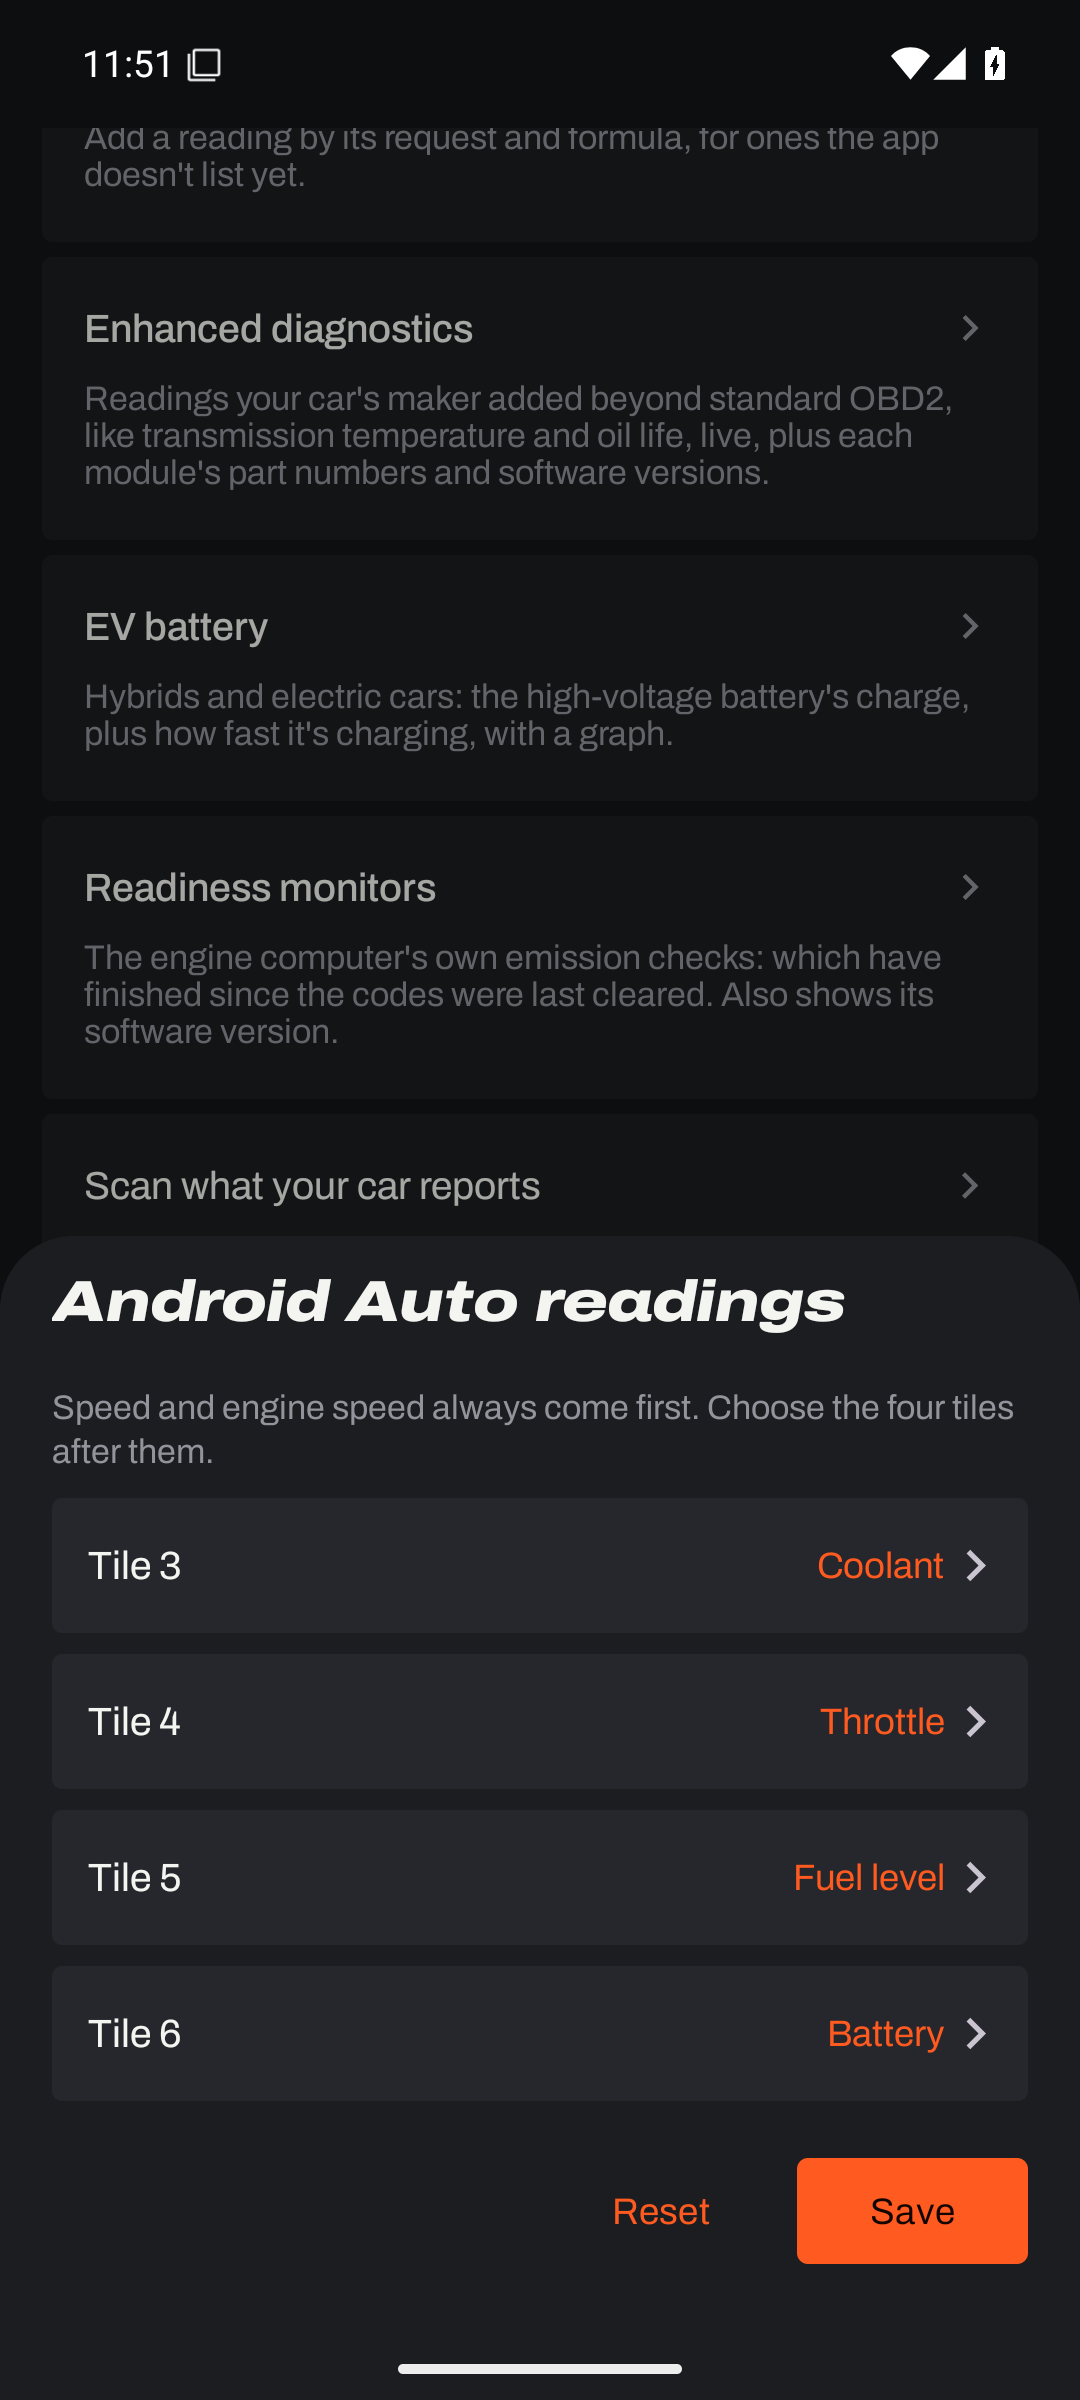 11:51
Add a reading by its request and formula, for ones the app
doesn't list yet.
Enhanced diagnostics
Readings your car's maker added beyond standard OBD2,
like transmission temperature and oil life, live, plus each
module's part numbers and software versions.
EV battery
Hybrids and electric cars: the high-voltage battery's charge,
plus how fast it's charging, with a graph.
Readiness monitors
The engine computer's own emission checks: which have
finished since the codes were last cleared. Also shows its
software version.
Scan what your car reports
Android Auto readings
Speed and engine speed always come first. Choose the four tiles
after them.
Tile 3 Coolant
Tile 4 Throttle
Tile 5 Fuel level
Tile 6 Battery
Reset Save